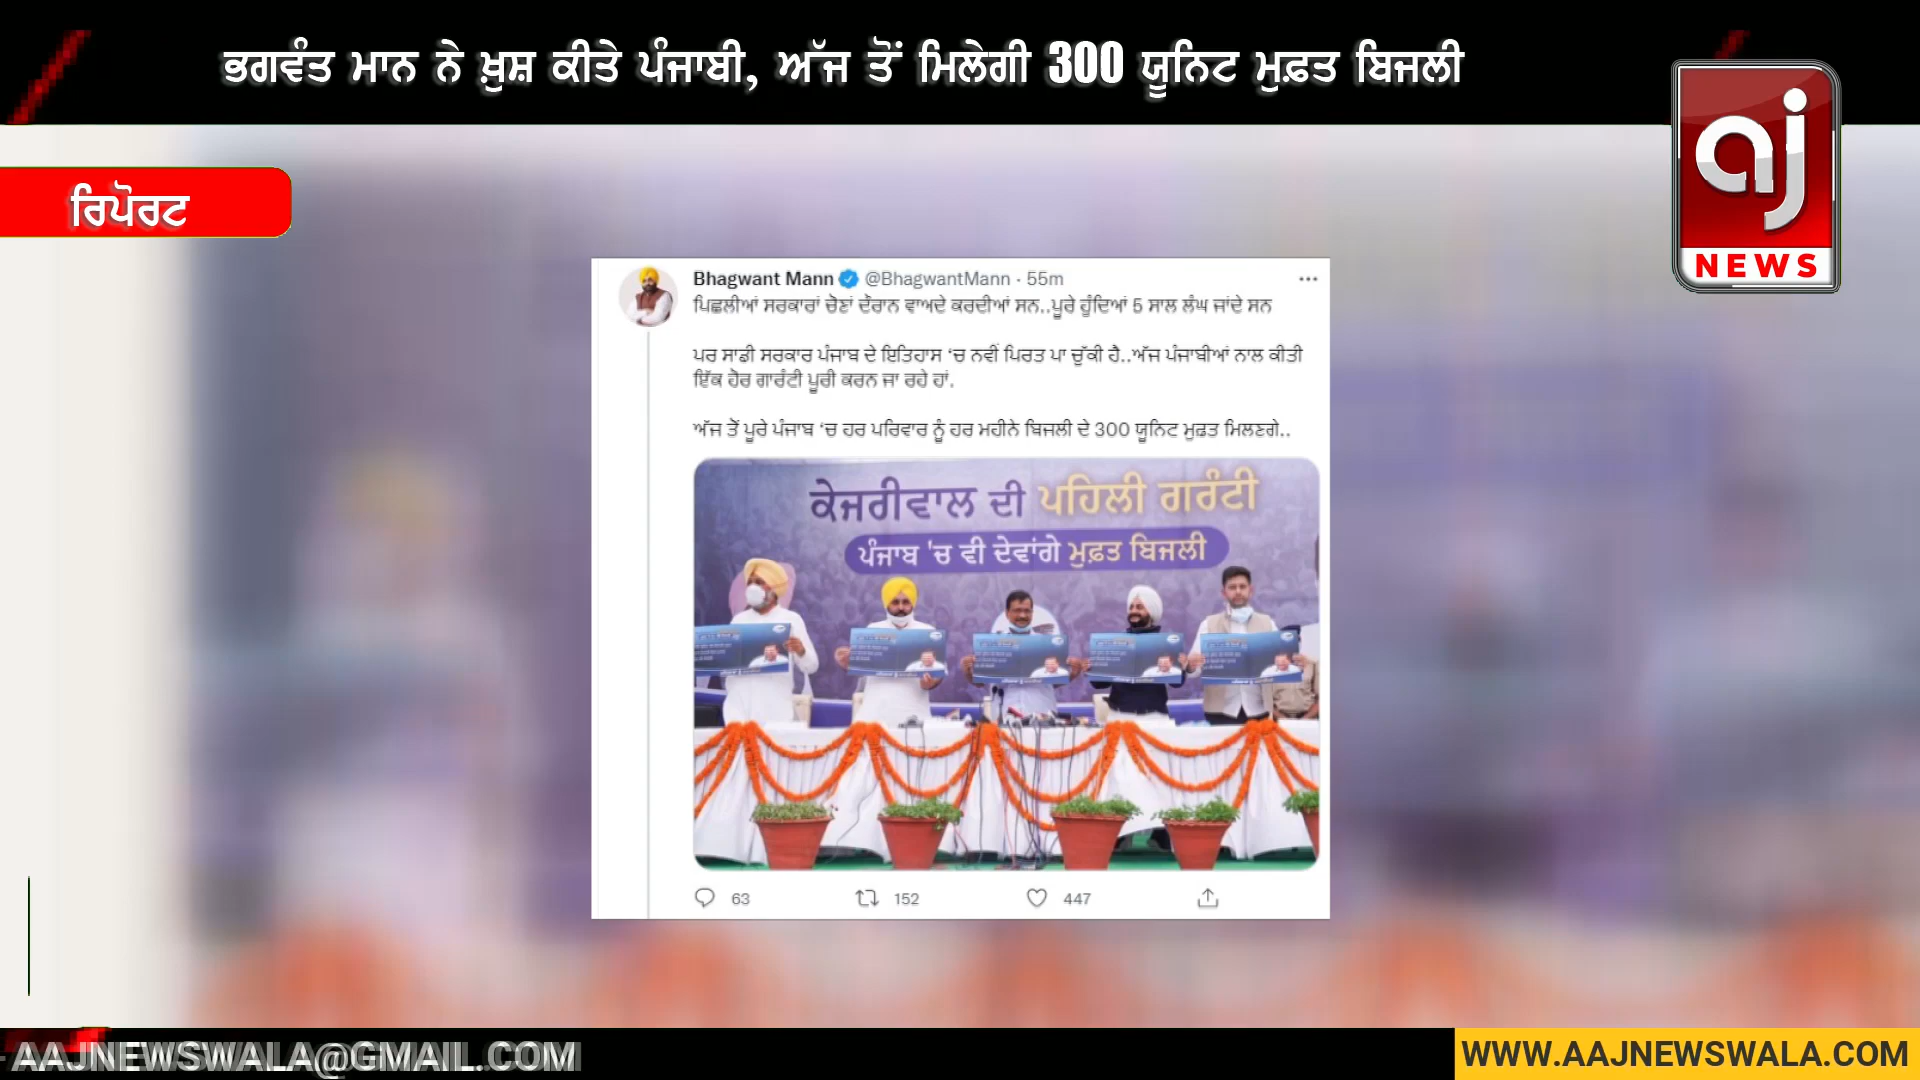 ਭਗਵੰਤ ਮਾਨ ਨੇ ਖ਼ੁਸ਼ ਕੀਤੇ ਪੰਜਾਬੀ, ਅੱਜ ਤੋਂ ਮਿਲੇਗੀ 300 ਯੂਨਿਟ ਮੁਫ਼ਤ ਬਿਜਲੀ
aj
NEWS
ਰਿਪੋਰਟ
Bhagwant Mann @BhagwantMann · 55m
ਪਿਛਲੀਆਂ ਸਰਕਾਰਾਂ ਚੋਣਾਂ ਦੌਰਾਨ ਵਾਅਦੇ ਕਰਦੀਆਂ ਸਨ..ਪੂਰੇ ਹੁੰਦਿਆਂ 5 ਸਾਲ ਲੰਘ ਜਾਂਦੇ ਸਨ
ਪਰ ਸਾਡੀ ਸਰਕਾਰ ਪੰਜਾਬ ਦੇ ਇਤਿਹਾਸ 'ਚ ਨਵੀਂ ਪਿਰਤ ਪਾ ਚੁੱਕੀ ਹੈ..ਅੱਜ ਪੰਜਾਬੀਆਂ ਨਾਲ ਕੀਤੀ
ਇੱਕ ਹੋਰ ਗਾਰੰਟੀ ਪੂਰੀ ਕਰਨ ਜਾ ਰਹੇ ਹਾਂ.
ਅੱਜ ਤੋਂ ਪੂਰੇ ਪੰਜਾਬ 'ਚ ਹਰ ਪਰਿਵਾਰ ਨੂੰ ਹਰ ਮਹੀਨੇ ਬਿਜਲੀ ਦੇ 300 ਯੂਨਿਟ ਮੁਫ਼ਤ ਮਿਲਣਗੇ..
ਕੇਜਰੀਵਾਲ ਦੀ ਪਹਿਲੀ ਗਰੰਟੀ
ਪੰਜਾਬ 'ਚ ਵੀ ਦੇਵਾਂਗੇ ਮੁਫ਼ਤ ਬਿਜਲੀ
63 152 447
AAJNEWSWALA@GMAIL.COM
WWW.AAJNEWSWALA.COM